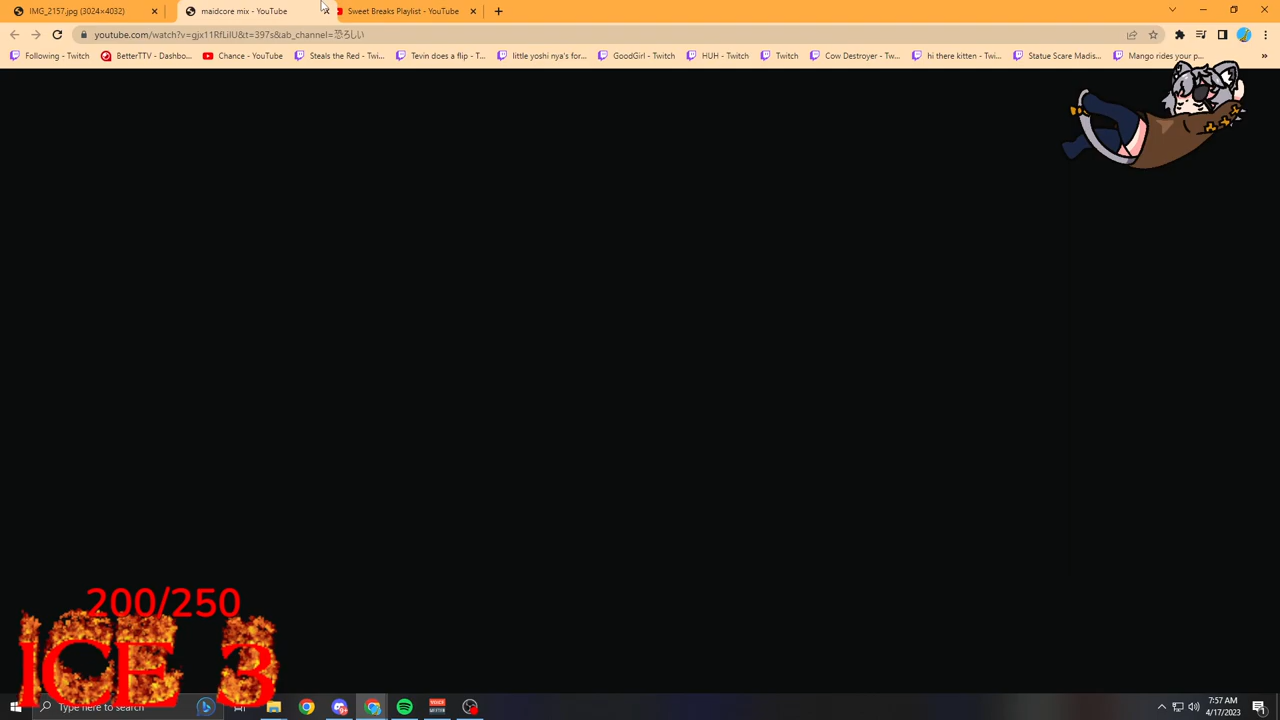 IMG_2157.jpg (3024×4032)
maidcore mix - YouTube
Sweet Breaks Playlist - YouTube
youtube.com/watch?v=gjx11RfLiIU&t=397s&ab_channel=恐ろしい
Following - Twitch
BetterTTV - Dashbo...
Chance - YouTube
Steals the Red - Twi...
Tevin does a flip - T...
little yoshi nya's for...
GoodGirl - Twitch
HUH - Twitch
Twitch
Cow Destroyer - Tw...
hi there kitten - Twi...
Statue Scare Madis...
Mango rides your p...
200/250
ICE 3
Type here to search
7:57 AM
4/17/2023